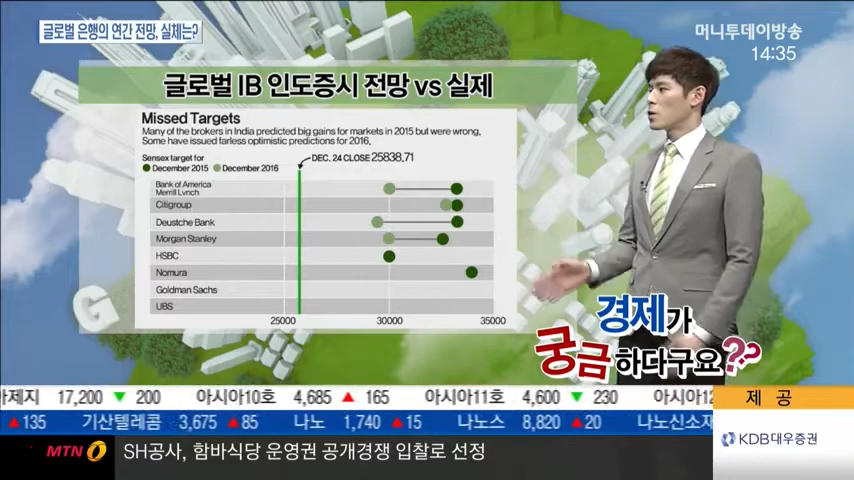 글로벌 은행의 연간 전망, 실체는?
머니투데이방송
14:35
글로벌 IB 인도증시 전망 vs 실제
Missed Targets
Many of the brokers in India predicted big gains for markets in 2015 but were wrong,
Some have issued farless optimistic predictions for 2016,
Sensex target for
December 2015
December 2016
DEC. 24 CLOSE 25838,71
Bank of America
Merrill Lynch
Citigroup
Deustche Bank
Morgan Stanley
HSBC
Nomura
Goldman Sachs
UBS
25000 30000 35000
G
경제가
궁금하다구요??
아제지 17,200 ▼ 200 아시아10호 4,685 ▲ 165 아시아11호 4,600 ▼ 230 아시아12
제 공
▲135 기산텔레콤 3,675 ▲85 나노 1,740 ▲15 나노스 8,820 ▲20 나노신소재
KDB대우증권
MTN SH공사, 함바식당 운영권 공개경쟁 입찰로 선정